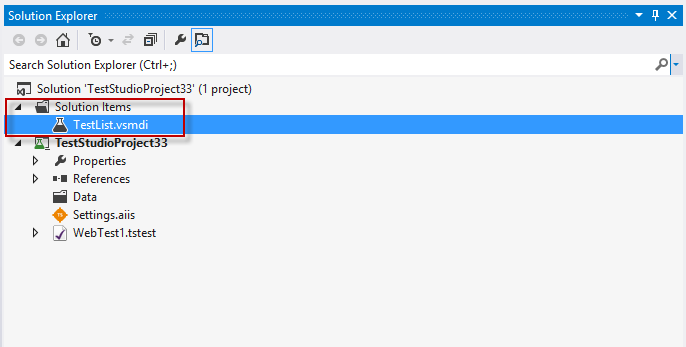 Solution Explorer
Search Solution Explorer (Ctrl+;)
Solution 'TestStudioProject33' (1 project)
Solution Items
TestList.vsmdi
TestStudioProject33
Properties
References
Data
Settings.aiis
WebTest1.tstest